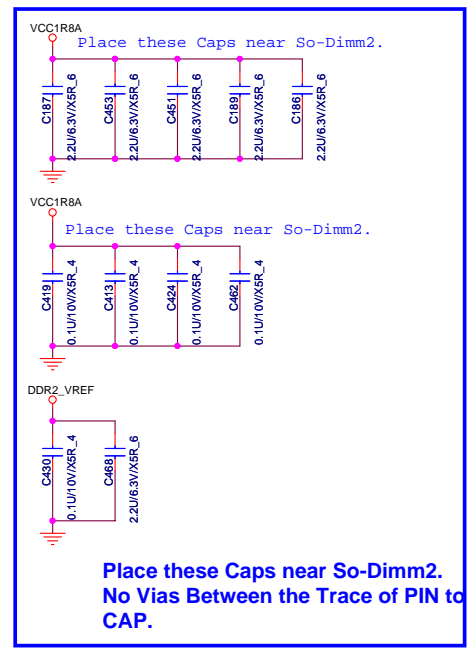 VCC1R8A
Place these Caps near So-Dimm2.
C187
2.2U/6.3V/X5R_6
C453
2.2U/6.3V/X5R_6
C451
2.2U/6.3V/X5R_6
C189
2.2U/6.3V/X5R_6
C186
2.2U/6.3V/X5R_6
VCC1R8A
Place these Caps near So-Dimm2.
C419
0.1U/10V/X5R_4
C413
0.1U/10V/X5R_4
C424
0.1U/10V/X5R_4
C462
0.1U/10V/X5R_4
DDR2_VREF
C430
0.1U/10V/X5R_4
C468
2.2U/6.3V/X5R_6
Place these Caps near So-Dimm2.
No Vias Between the Trace of PIN to
CAP.